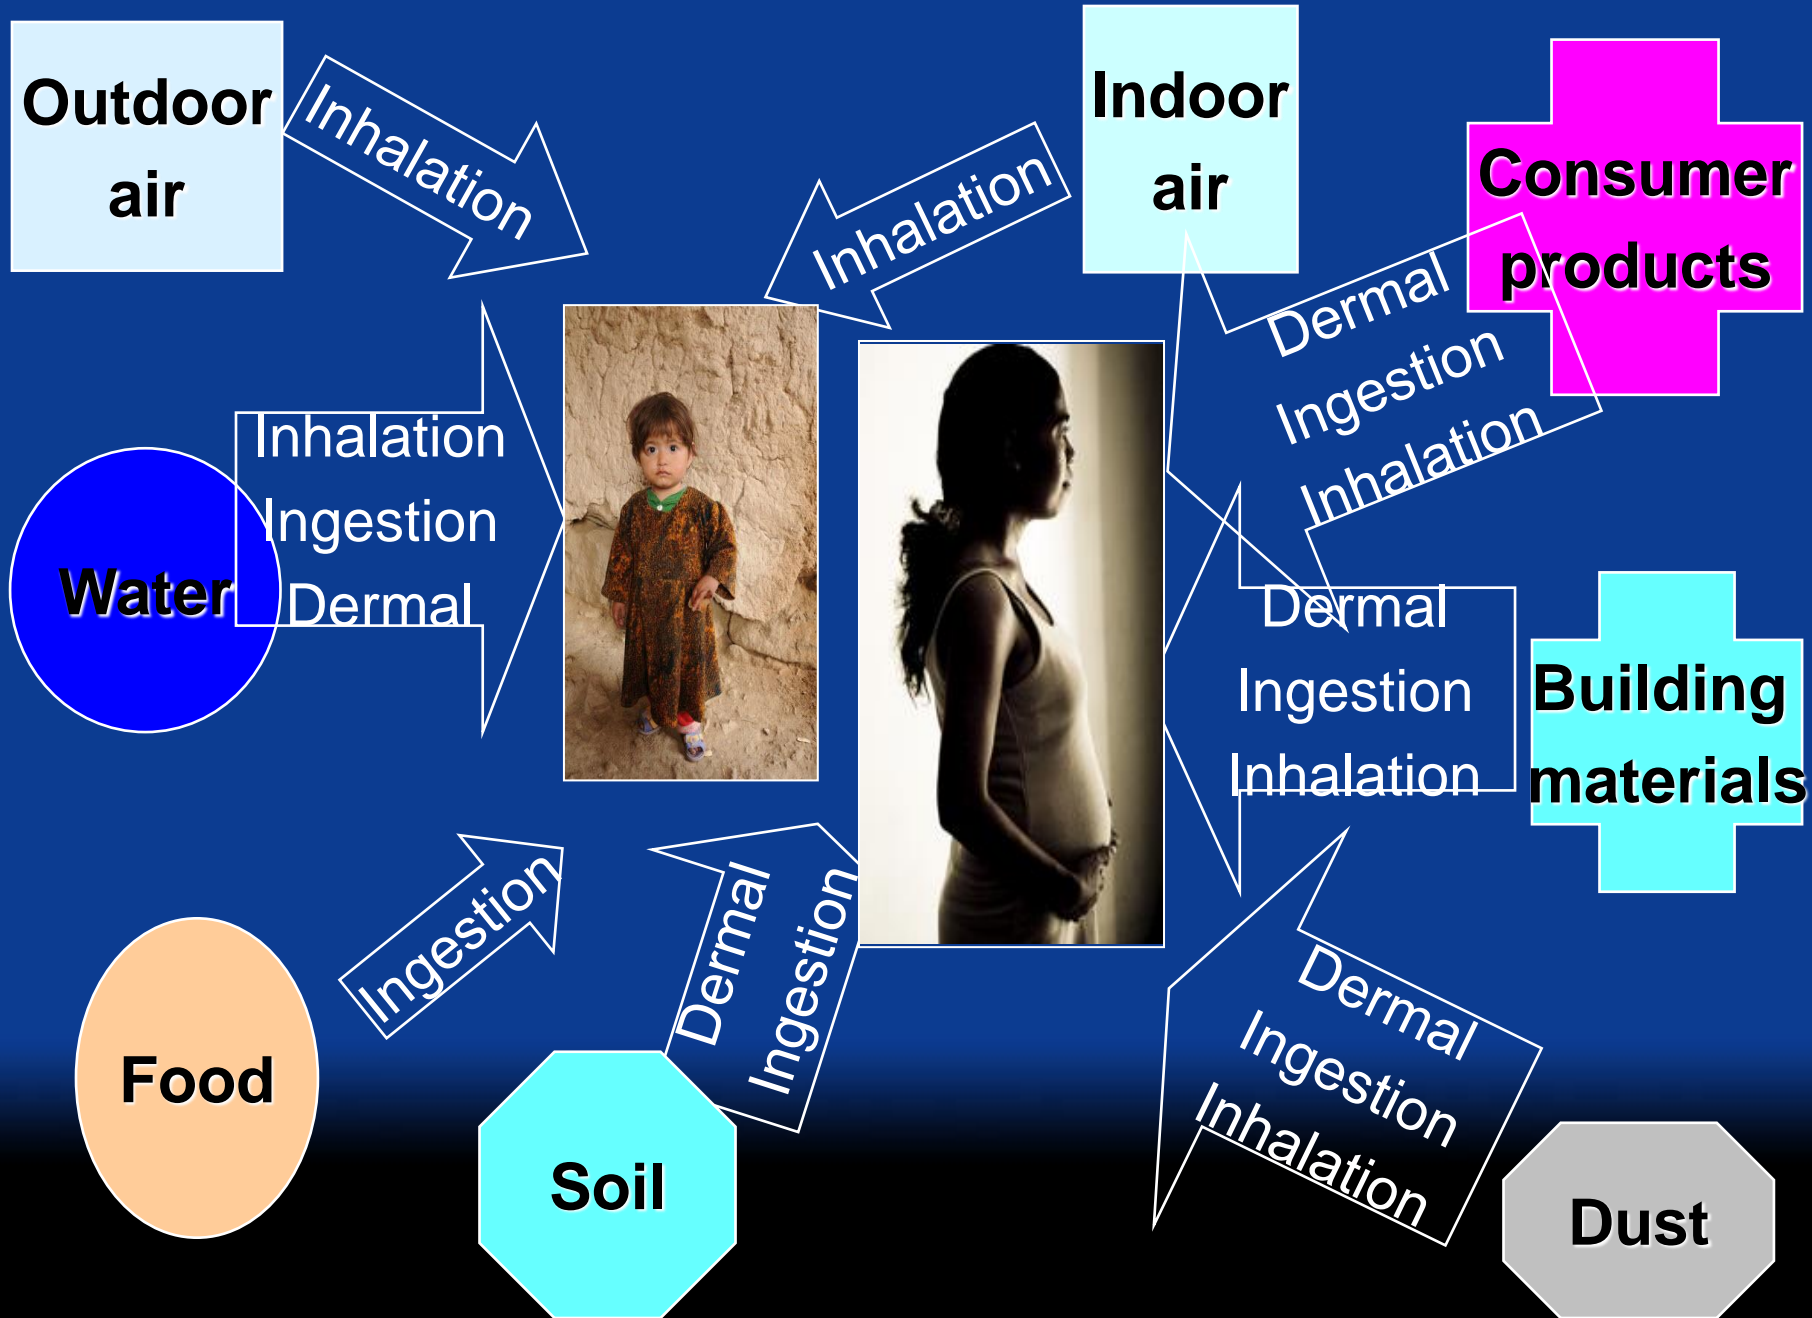 Outdoor
air
Inhalation
Inhalation
Indoor
air
Consumer
products
Dermal
Ingestion
Inhalation
Water
Inhalation
Ingestion
Dermal
Dermal
Ingestion
Inhalation
Building
materials
Food
Ingestion
Soil
Dermal
Ingestion
Dermal
Ingestion
Inhalation
Dust